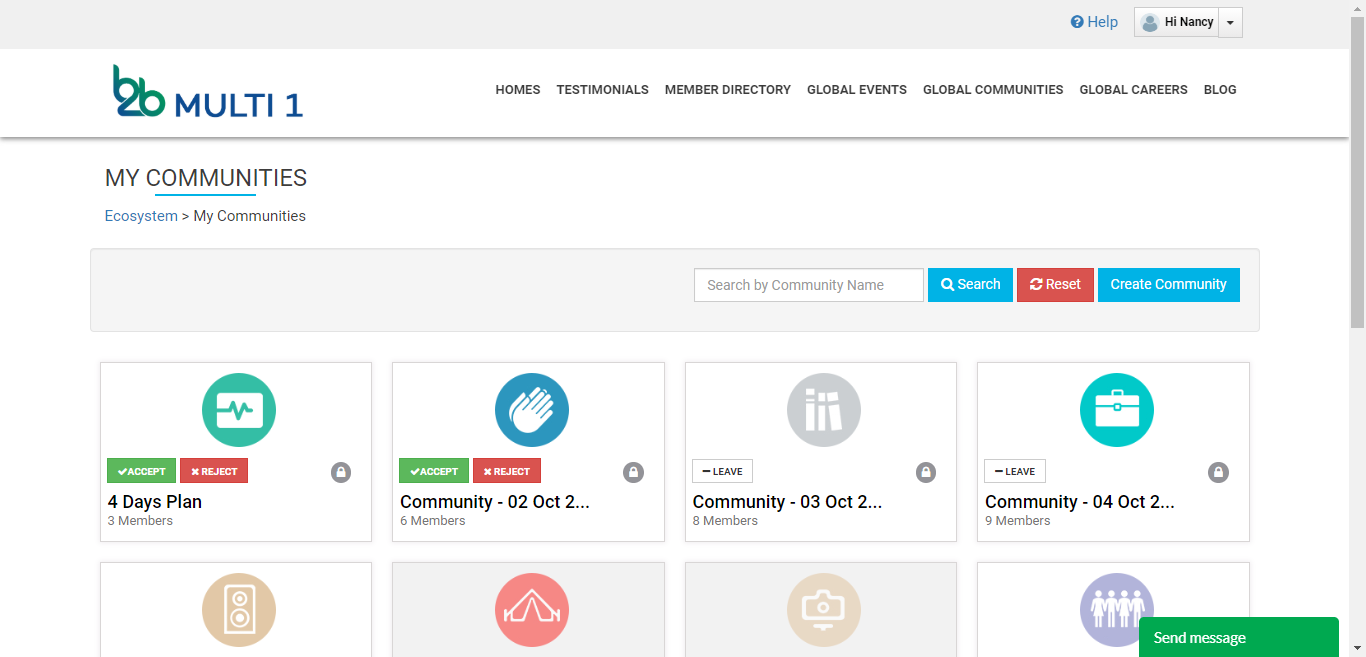 Help
Hi Nancy
b2b MULTI 1
HOMES TESTIMONIALS MEMBER DIRECTORY GLOBAL EVENTS GLOBAL COMMUNITIES GLOBAL CAREERS BLOG
MY COMMUNITIES
Ecosystem > My Communities
Search by Community Name Search Reset Create Community
ACCEPT REJECT
4 Days Plan
3 Members
ACCEPT REJECT
Community - 02 Oct 2...
6 Members
LEAVE
Community - 03 Oct 2...
8 Members
LEAVE
Community - 04 Oct 2...
9 Members
Send message